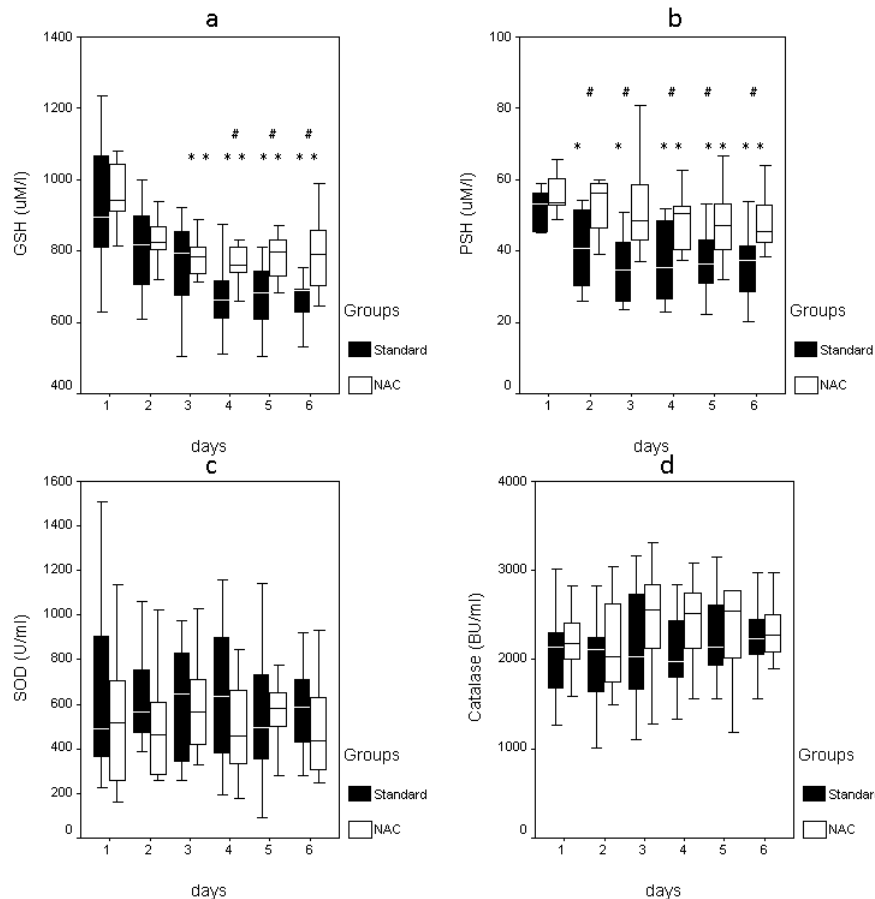 a
GSH (uM/l)
1400
1200
1000
800
600
400
# # #
* * * * * * * *
1 2 3 4 5 6
days
Groups
Standard
NAC
b
PSH (uM/l)
100
80
60
40
20
0
# # # # #
* * * * * * * *
1 2 3 4 5 6
days
Groups
Standard
NAC
c
SOD (U/ml)
1600
1400
1200
1000
800
600
400
200
0
1 2 3 4 5 6
days
Groups
Standard
NAC
d
Catalase (BU/ml)
4000
3000
2000
1000
0
1 2 3 4 5 6
days
Groups
Standar
NAC